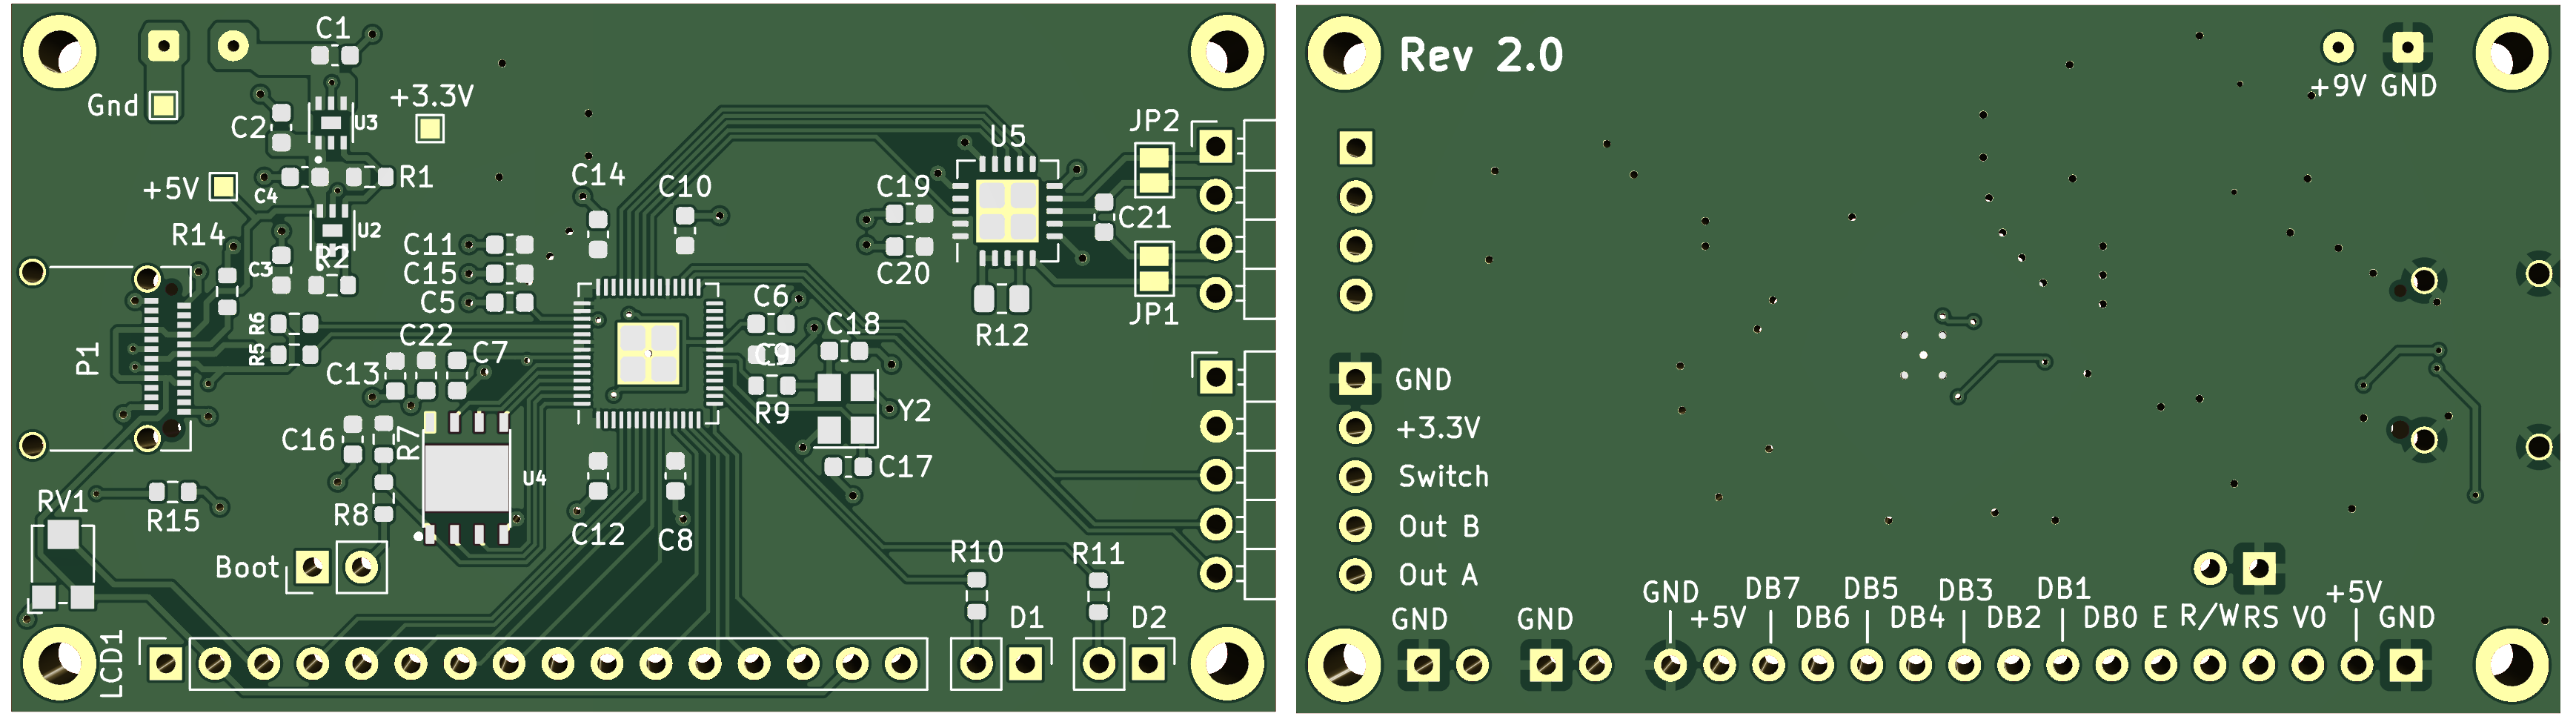 C1
Gnd
+3.3V
C2
U3
JP2
U5
+5V
C4
R1
C14
C10
C19
C21
R14
U2
C11
C3
R2
C15
C20
C5
C6
JP1
R6
C22
C18
R12
P1
R5
C7
C9
C13
R9
Y2
C16
R7
C17
U4
RV1
R15
R8
C12
C8
Boot
R10
R11
D1
D2
LCD1
Rev 2.0
+9V GND
GND
+3.3V
Switch
Out B
Out A
GND DB7 DB5 DB3 DB1 +5V
GND GND +5V DB6 DB4 DB2 DB0 E R/W RS V0 GND